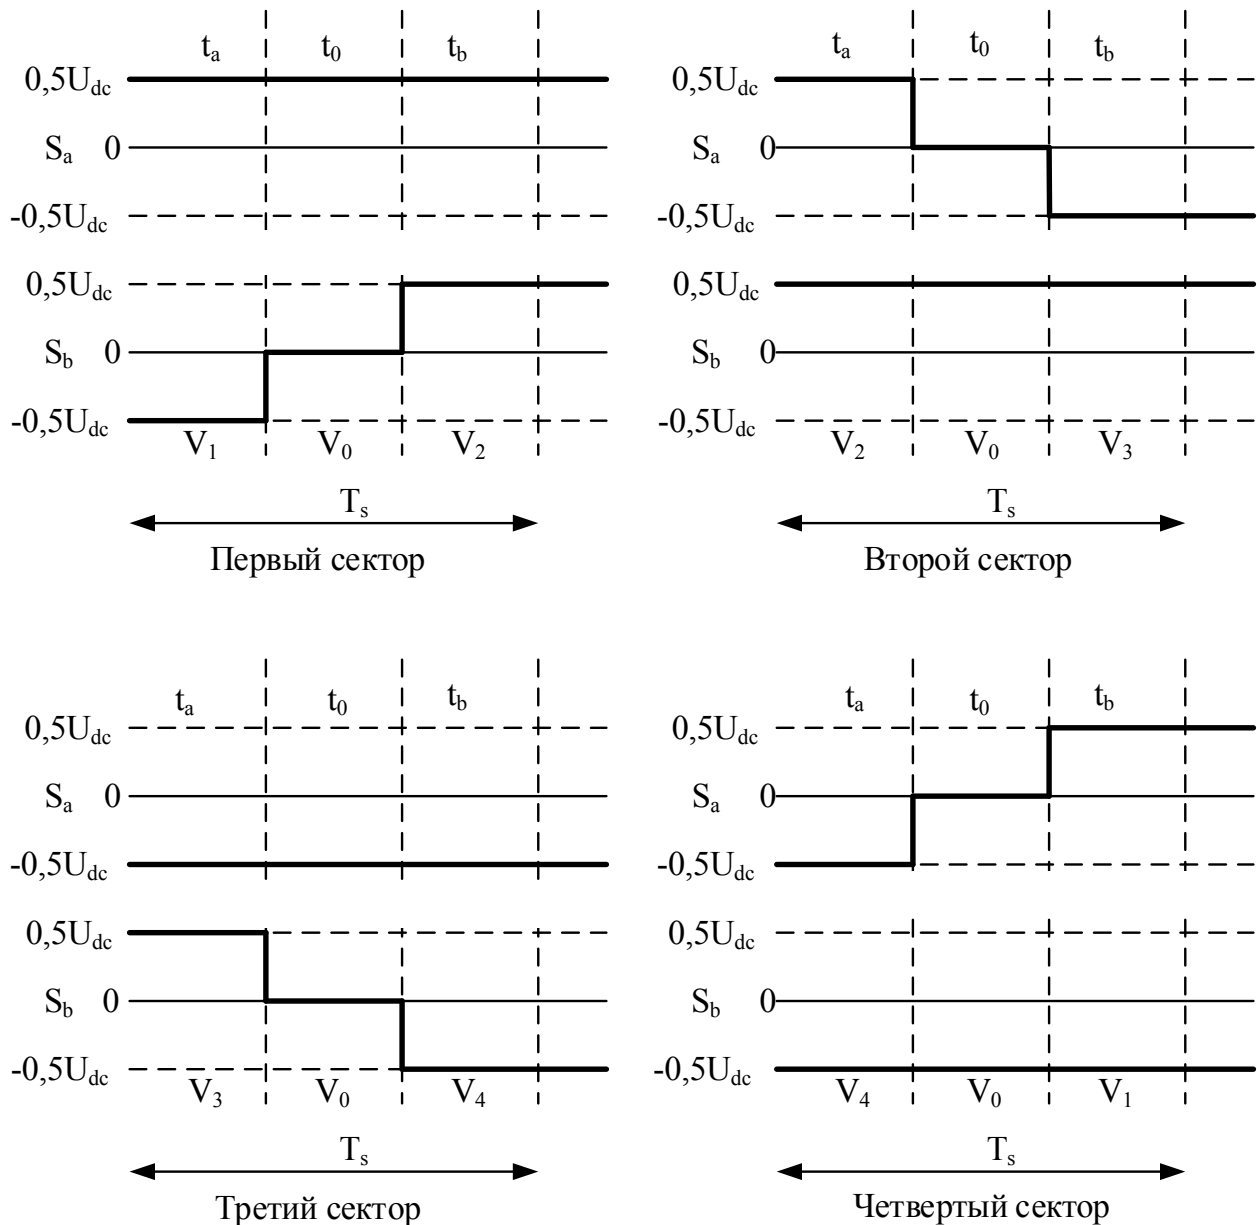 t_a t_0 t_b
0,5U_dc
S_a 0
-0,5U_dc
0,5U_dc
S_b 0
-0,5U_dc
V_1 V_0 V_2
T_s
Первый сектор
t_a t_0 t_b
0,5U_dc
S_a 0
-0,5U_dc
0,5U_dc
S_b 0
-0,5U_dc
V_2 V_0 V_3
T_s
Второй сектор
t_a t_0 t_b
0,5U_dc
S_a 0
-0,5U_dc
0,5U_dc
S_b 0
-0,5U_dc
V_3 V_0 V_4
T_s
Третий сектор
t_a t_0 t_b
0,5U_dc
S_a 0
-0,5U_dc
0,5U_dc
S_b 0
-0,5U_dc
V_4 V_0 V_1
T_s
Четвертый сектор